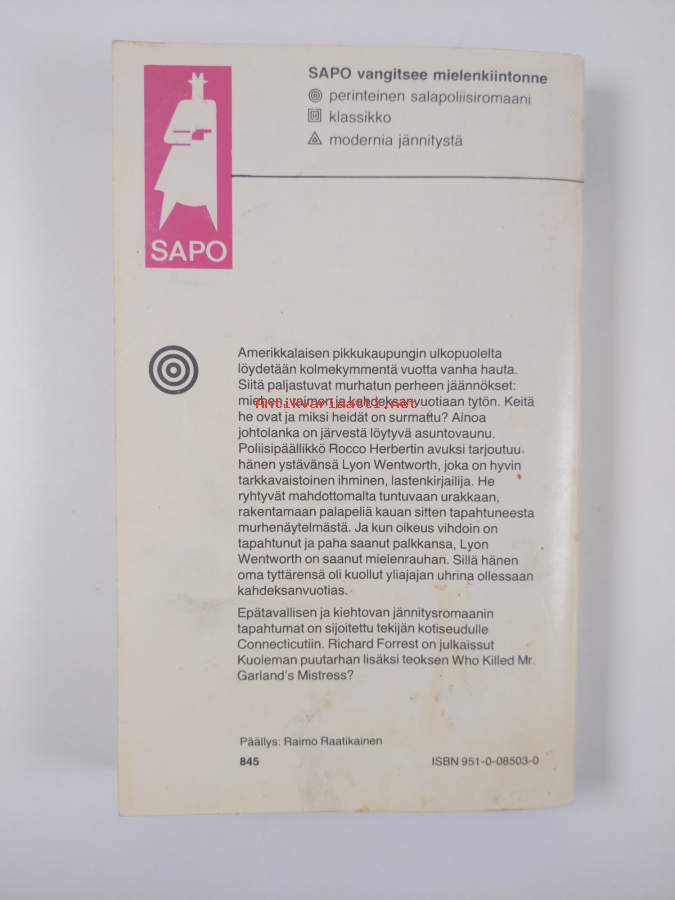 SAPO vangitsee mielenkiintonne
perinteinen salapoliisiromaani
klassikko
modernia jännitystä
SAPO
Amerikkalaisen pikkukaupungin ulkopuolelta
löydetään kolmekymmentä vuotta vanha hauta.
Siitä paljastuvat murhatun perheen jäännökset:
miehen, vaimon ja kahdeksanvuotiaan tytön. Keitä
Antikvariaatti.net
he ovat ja miksi heidät on surmattu? Ainoa
johtolanka on järvestä löytyvä asuntovaunu.
Poliisipäällikkö Rocco Herbertin avuksi tarjoutuu
hänen ystävänsä Lyon Wentworth, joka on hyvin
tarkkavaistoinen ihminen, lastenkirjailija. He
ryhtyvät mahdottomalta tuntuvaan urakkaan,
rakentamaan palapeliä kauan sitten tapahtuneesta
murhenäytelmästä. Ja kun oikeus vihdoin on
tapahtunut ja paha saanut palkkansa, Lyon
Wentworth on saanut mielenrauhan. Sillä hänen
oma tyttärensä oli kuollut yliajajan uhrina ollessaan
kahdeksanvuotias.
Epätavallisen ja kiehtovan jännitysromaanin
tapahtumat on sijoitettu tekijän kotiseudulle
Connecticutiin. Richard Forrest on julkaissut
Kuoleman puutarhan lisäksi teoksen Who Killed Mr.
Garland's Mistress?
Päällys: Raimo Raatikainen
845 ISBN 951-0-08503-0